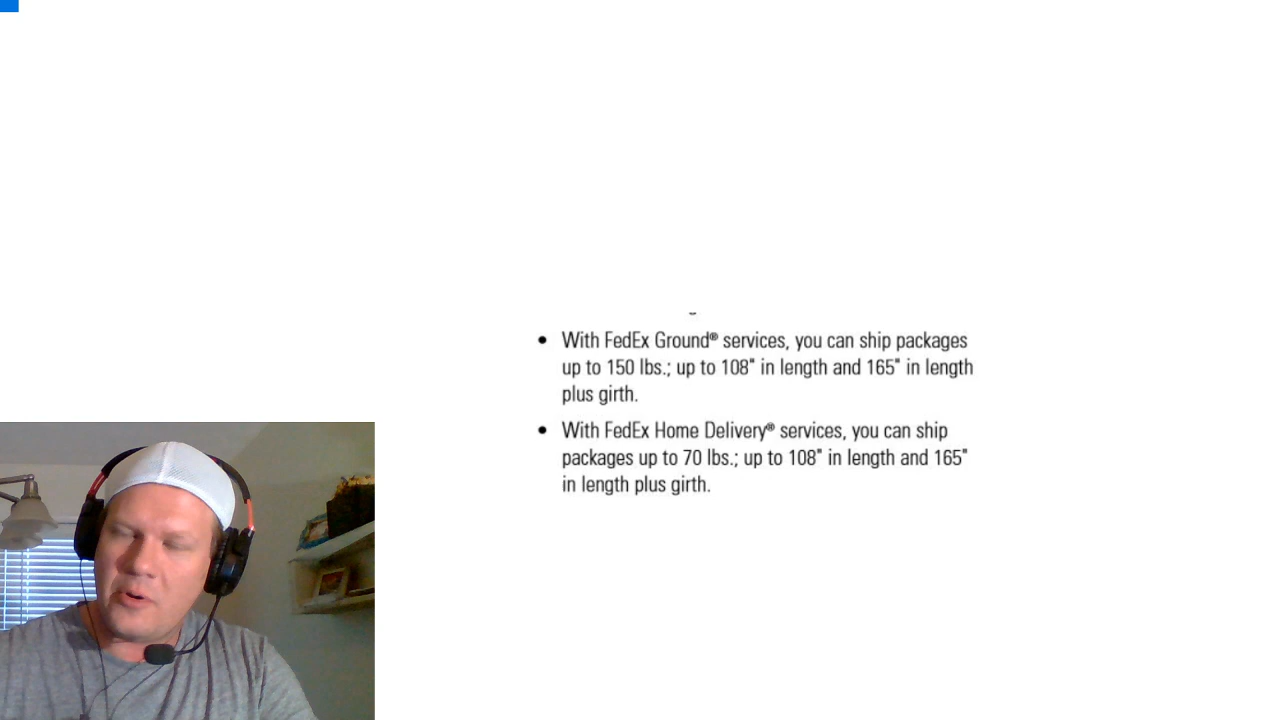 • With FedEx Ground® services, you can ship packages
up to 150 lbs.; up to 108" in length and 165" in length
plus girth.
• With FedEx Home Delivery® services, you can ship
packages up to 70 lbs.; up to 108" in length and 165"
in length plus girth.